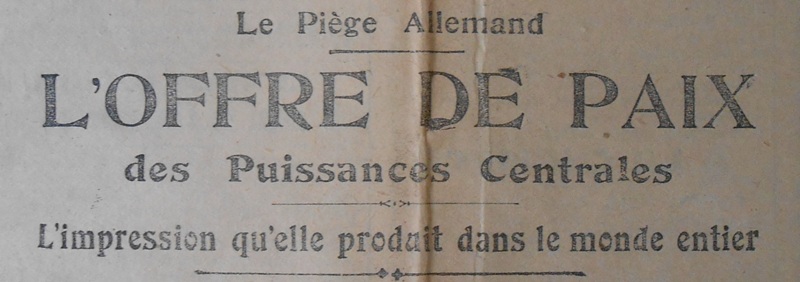 Le Piège Allemand
L'OFFRE DE PAIX
des Puissances Centrales
L'impression qu'elle produit dans le monde entier